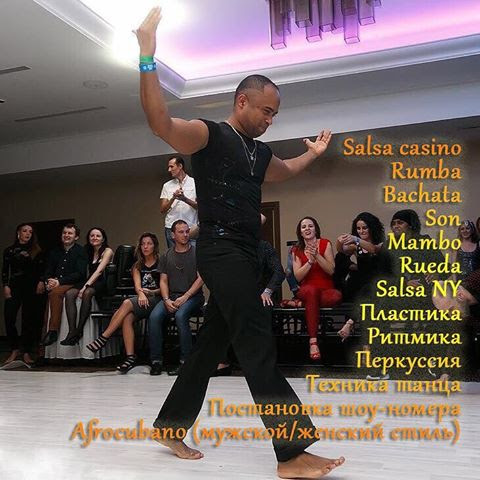 Salsa casino
Rumba
Bachata
Son
Mambo
Rueda
Salsa NY
Пластика
Ритмика
Перкуссия
Техника танца
Постановка шоу-номера
Afrocubano (мужской/женский стиль)